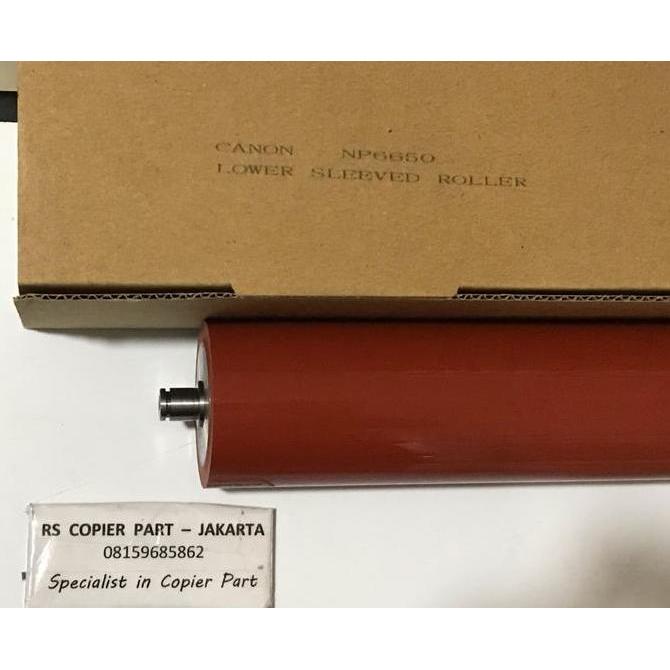 CANON NP6650
LOWER SLEEVED ROLLER
RS COPIER PART – JAKARTA
08159685862
Specialist in Copier Part